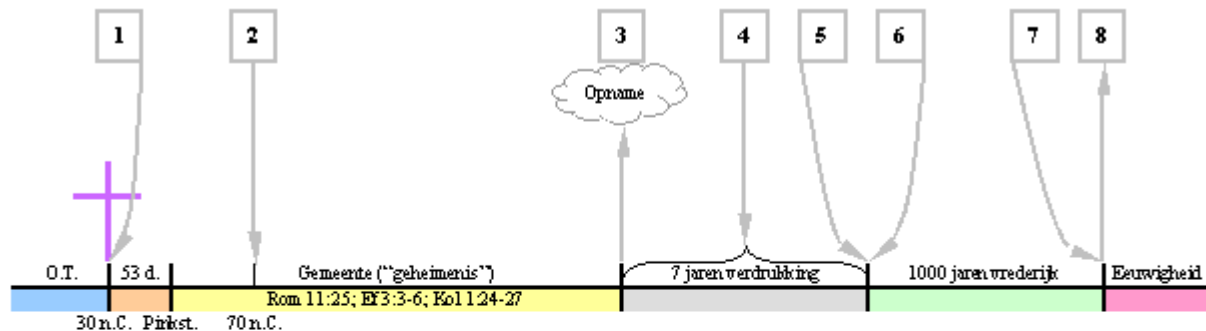 1 2 3 4 5 6 7 8
Opname
O.T. 53 d. Gemeente ("geheimenis") 7 jaren verdrukking 1000 jaren vrederijk Eeuwigheid
Rom 11:25; Ef 3:3-6; Kol 1:24-27
30 n.C. Pinkst. 70 n.C.